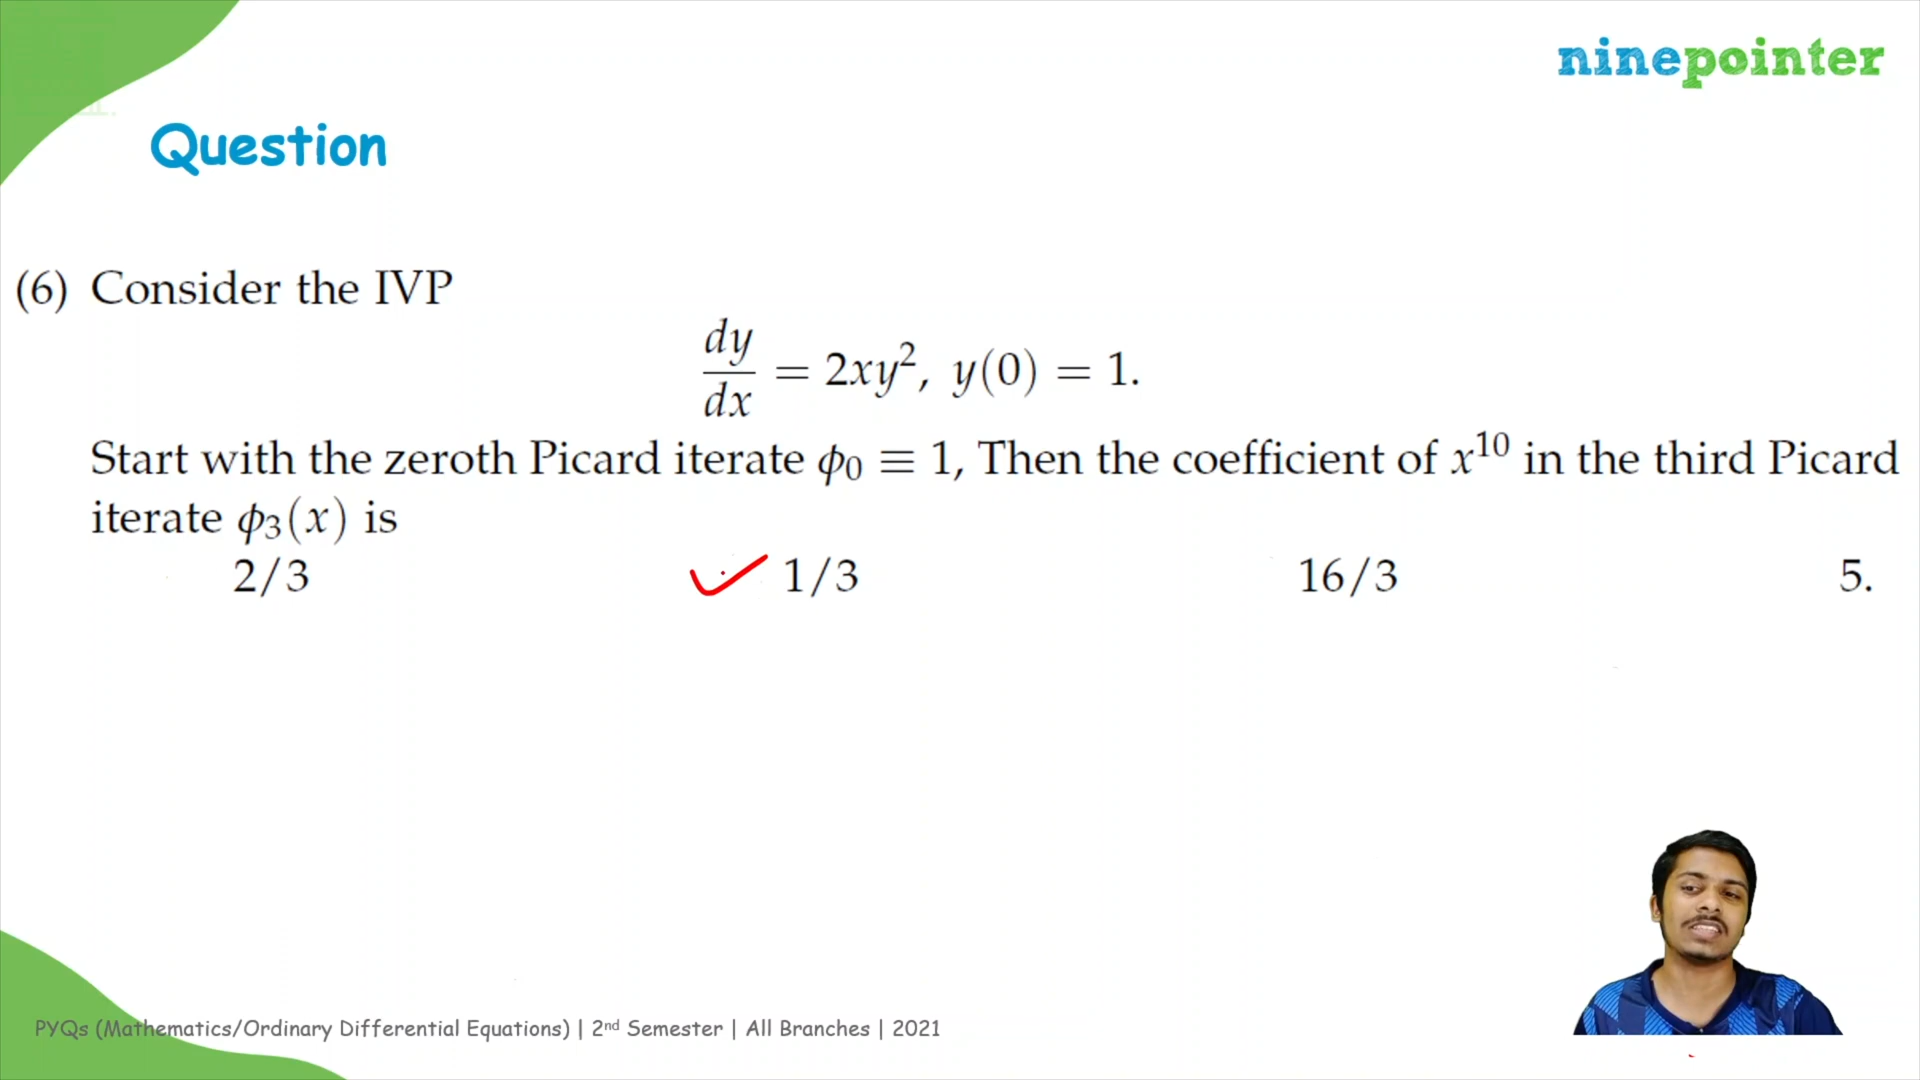 ninepointer
Question
(6) Consider the IVP
dy/dx = 2xy², y(0) = 1.
Start with the zeroth Picard iterate ϕ₀ ≡ 1, Then the coefficient of x¹⁰ in the third Picard
iterate ϕ₃(x) is
2/3 1/3 16/3 5.
PYQs (Mathematics/Ordinary Differential Equations) | 2ⁿᵈ Semester | All Branches | 2021